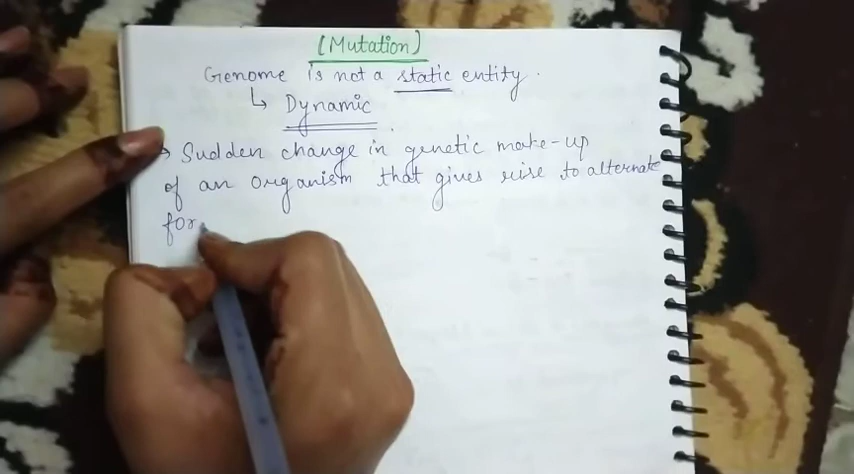 [Mutation]
Genome is not a static entity.
↳ Dynamic
→ Sudden change in genetic make-up
of an organism that gives rise to alternate
for